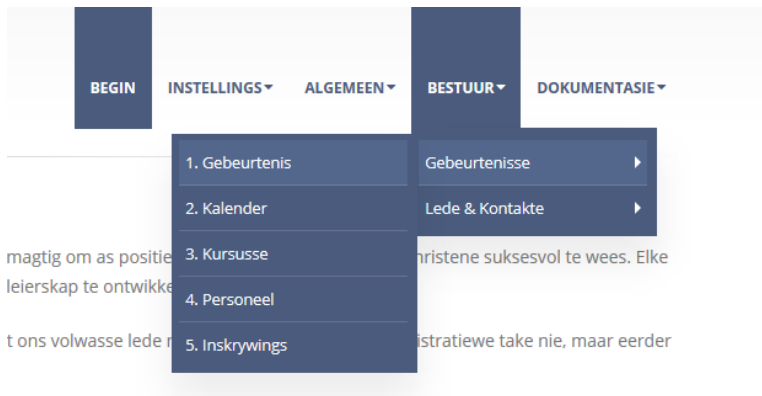 BEGIN INSTELLINGS ALGEMEEN BESTUUR DOKUMENTASIE
1. Gebeurtenis
2. Kalender
3. Kursusse
4. Personeel
5. Inskrywings
Gebeurtenisse
Lede & Kontakte
magtig om as positie hristene suksesvol te wees. Elke
leierskap te ontwikke
t ons volwasse lede istratiewe take nie, maar eerder